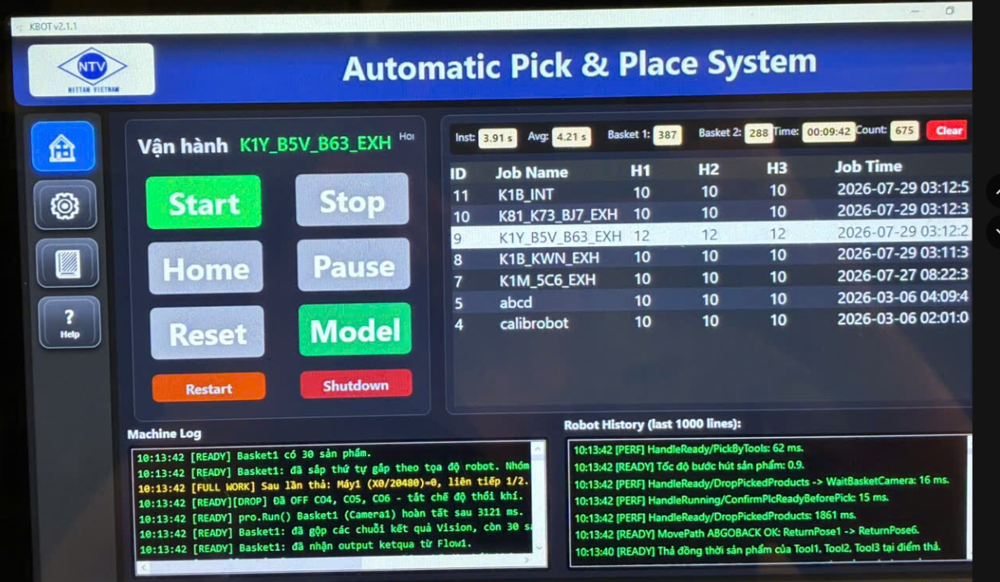 KBOT v2.1.1
NTV
NITTAN VIETNAM
Automatic Pick & Place System
Vận hành K1Y_B5V_B63_EXH
Start
Stop
Home
Pause
Reset
Model
Restart
Shutdown
?
Help
Inst: 3.91 s Avg: 4.21 s Basket 1: 387 Basket 2: 288 Time: 00:09:42 Count: 675 Clear
ID Job Name H1 H2 H3 Job Time
11 K1B_INT 10 10 10 2026-07-29 03:12:5
10 K81_K73_BJ7_EXH 10 10 10 2026-07-29 03:12:3
9 K1Y_B5V_B63_EXH 12 12 12 2026-07-29 03:12:2
8 K1B_KWN_EXH 10 10 10 2026-07-29 03:11:3
7 K1M_5C6_EXH 10 10 10 2026-07-27 08:22:3
5 abcd 10 10 10 2026-03-06 04:09:4
4 calibrobot 10 10 10 2026-03-06 02:01:0
Machine Log
10:13:42 [READY] Basket1 có 30 sản phẩm.
10:13:42 [READY] Basket1: đã sắp thứ tự gắp theo tọa độ robot. Nhóm
10:13:42 [FULL WORK] Sau lần thả: Máy1 (X0/20480)=0, liên tiếp 1/2.
10:13:42 [READY][DROP] Đã OFF CO4, CO5, CO6 - tắt chế độ thổi khí.
10:13:42 [READY] pro.Run() Basket1 (Camera1) hoàn tất sau 3121 ms.
10:13:42 [READY] Basket1: đã gộp các chuỗi kết quả Vision, còn 30 s
10:13:42 [READY] Basket1: đã nhận output ketqua từ Flow1.
Robot History (last 1000 lines):
10:13:42 [PERF] HandleReady/PickByTools: 62 ms.
10:13:42 [READY] Tốc độ bước hút sản phẩm: 0.9.
10:13:42 [PERF] HandleReady/DropPickedProducts -> WaitBasketCamera: 16 ms.
10:13:42 [PERF] HandleRunning/ConfirmPlcReadyBeforePick: 15 ms.
10:13:42 [PERF] HandleReady/DropPickedProducts: 1861 ms.
10:13:42 [READY] MovePath ABGOBACK OK: ReturnPose1 -> ReturnPose6.
10:13:40 [READY] Thả đồng thời sản phẩm của Tool1, Tool2, Tool3 tại điểm thả.